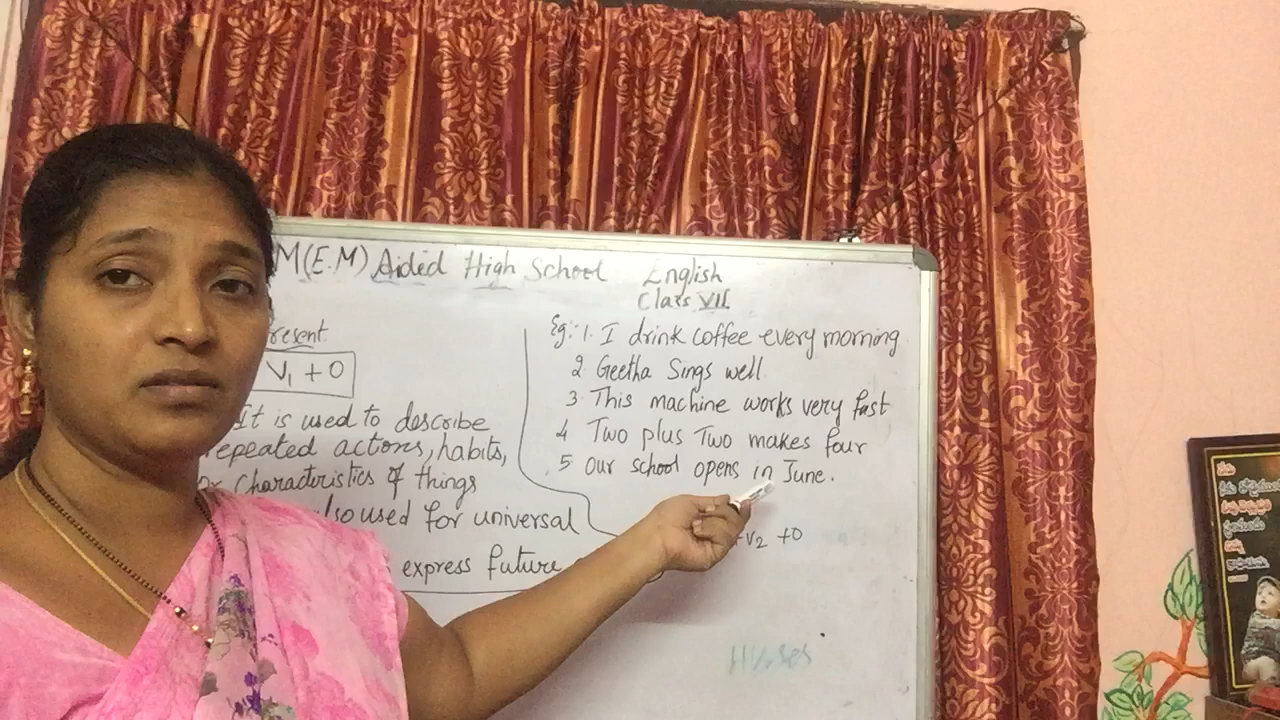 M(E.M) Aided High School English
Class VII
resent.
V₁ + O
It is used to describe
repeated actions, habits,
Or characteristics of things
also used for universal
express future
Eg:- 1. I drink coffee every morning
2 Geetha Sings well.
3 This machine works very fast
4 Two plus Two makes four
5 Our school opens in June.
+V₂ +O